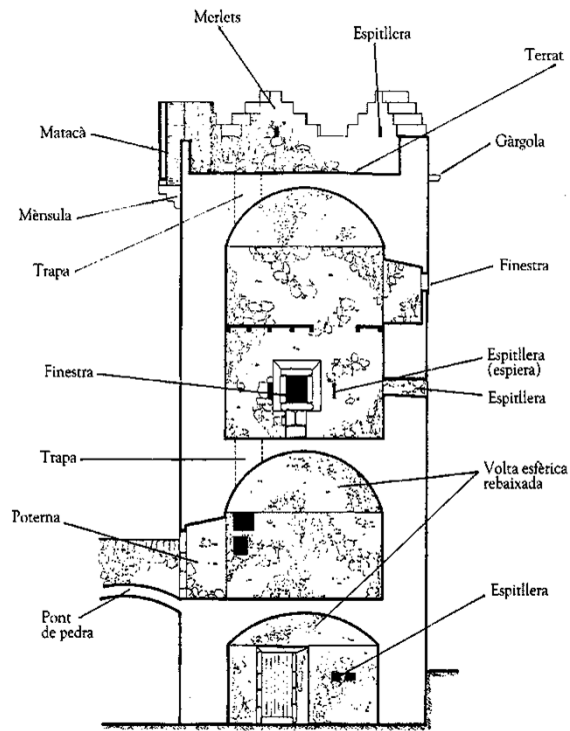 Merlets
Espitllera
Terrat
Matacà
Gàrgola
Mènsula
Trapa
Finestra
Finestra
Espitllera
(espiera)
Espitllera
Trapa
Volta esfèrica
rebaixada
Poterna
Espitllera
Pont
de pedra